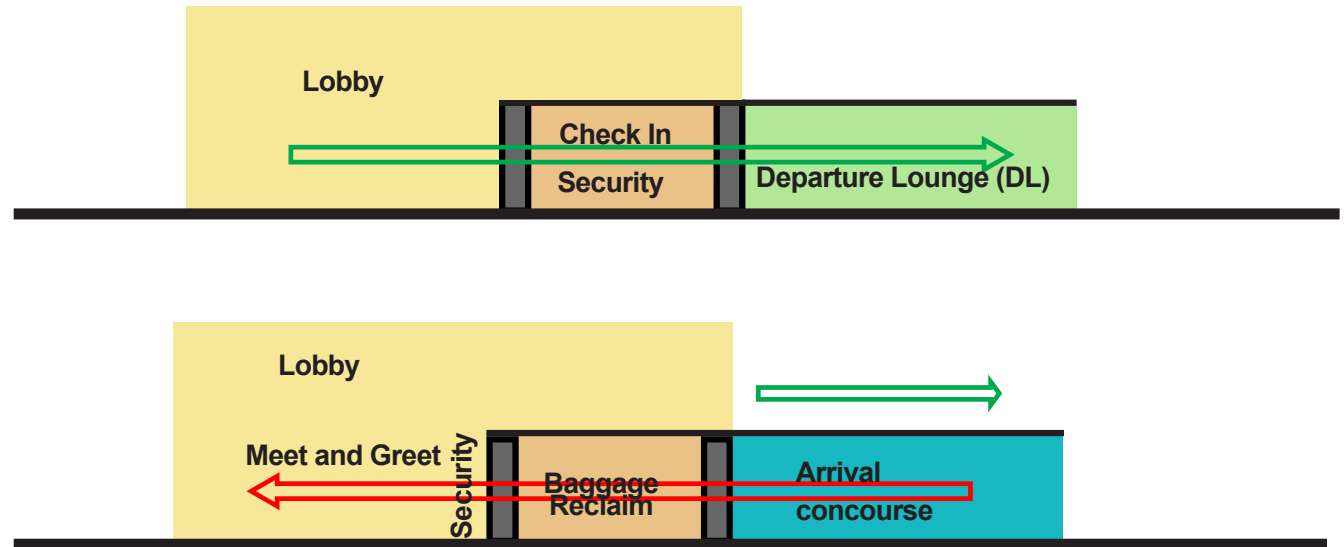 Lobby
Check In
Security
Departure Lounge (DL)
Lobby
Meet and Greet
Security
Baggage
Reclaim
Arrival
concourse